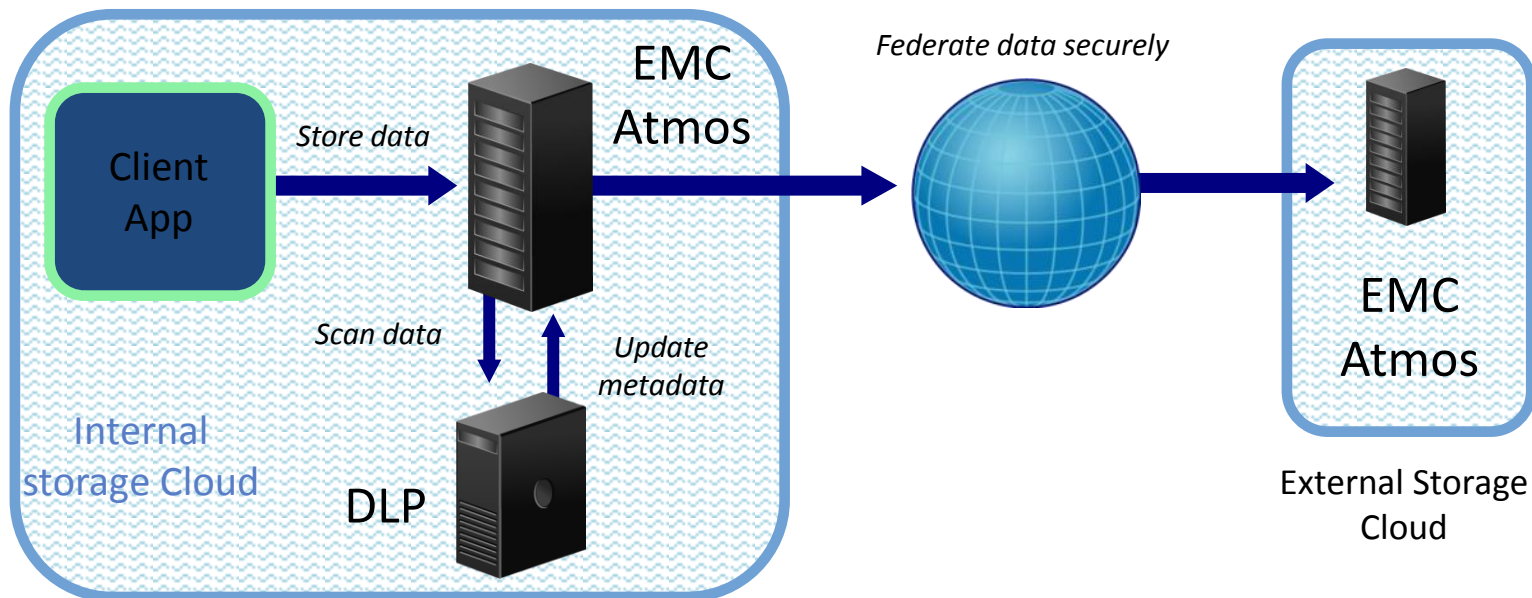 Client
App
Store data
EMC
Atmos
Scan data
Update
metadata
DLP
Internal
storage Cloud
Federate data securely
EMC
Atmos
External Storage
Cloud